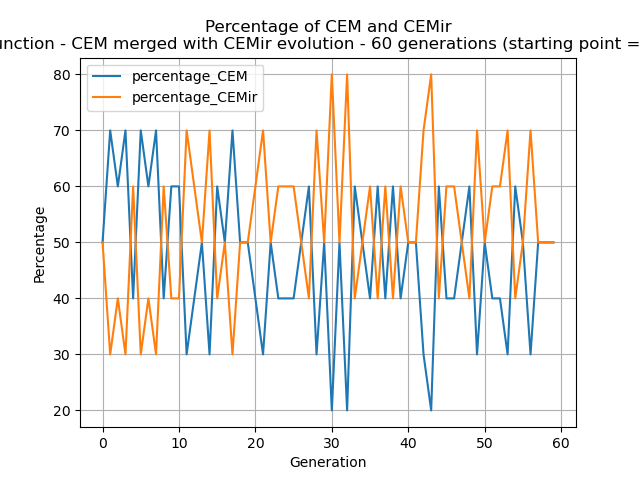 Percentage of CEM and CEMir
unction - CEM merged with CEMir evolution - 60 generations (starting point =
percentage_CEM
percentage_CEMir
80
70
60
50
40
30
20
Percentage
0 10 20 30 40 50 60
Generation